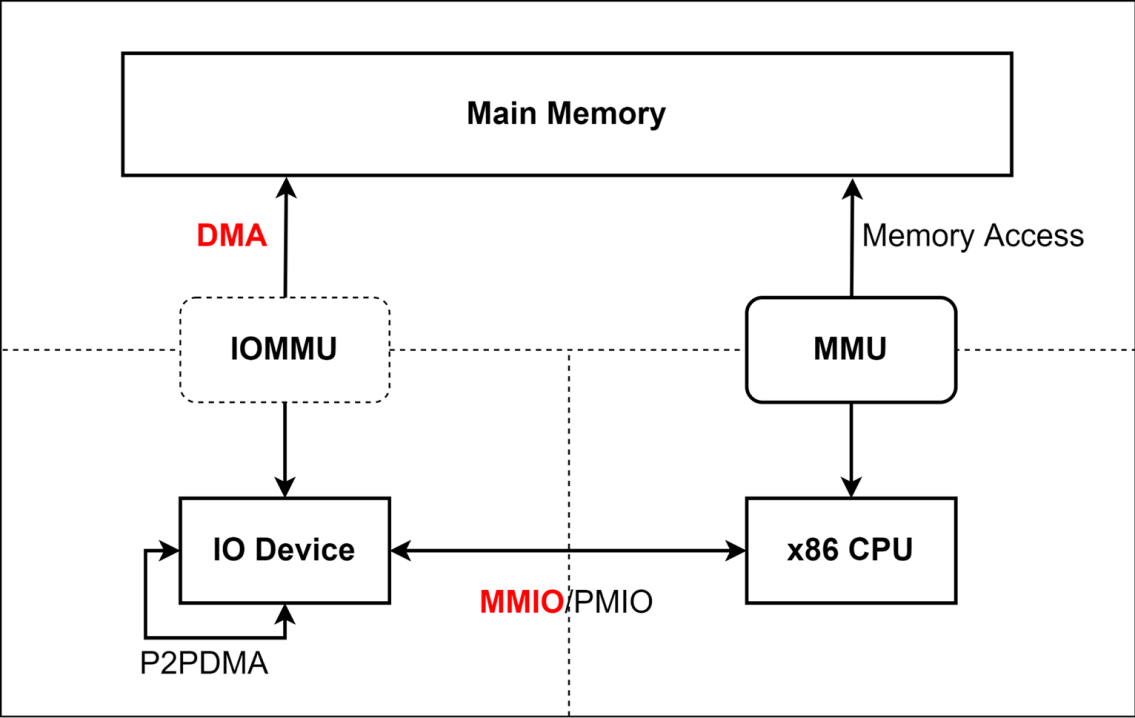 Main Memory
DMA
Memory Access
IOMMU
MMU
IO Device
x86 CPU
MMIO/PMIO
P2PDMA